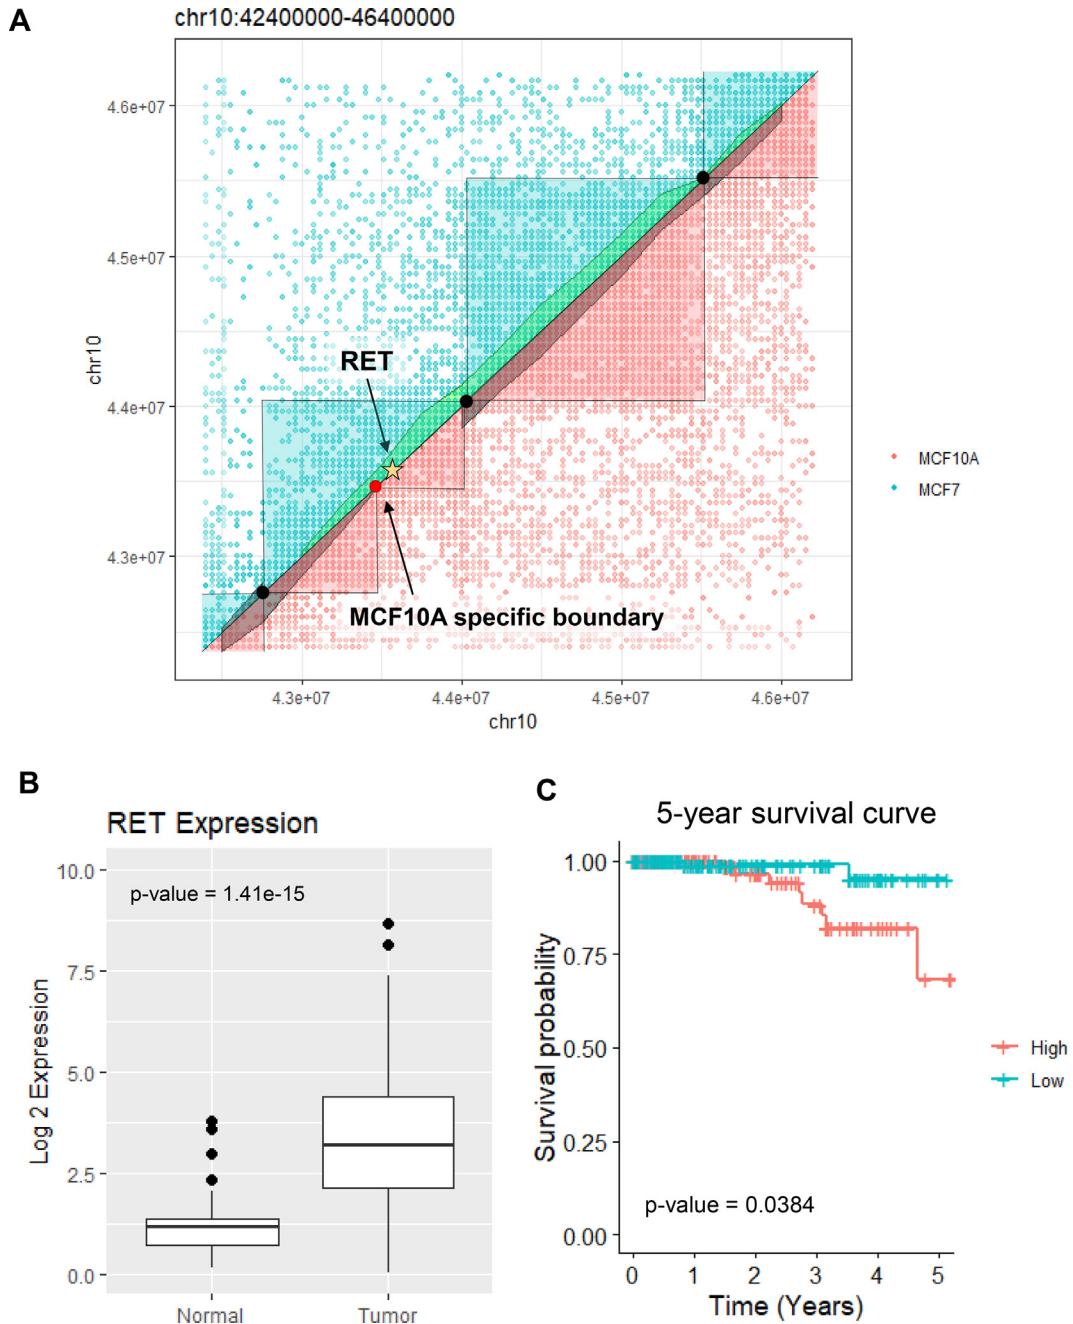 A
chr10:42400000-46400000
4.6e+07
4.5e+07
4.4e+07
4.3e+07
chr10
RET
MCF10A specific boundary
4.3e+07
4.4e+07
4.5e+07
4.6e+07
chr10
MCF10A
MCF7
B
RET Expression
p-value = 1.41e-15
10.0
7.5
5.0
2.5
0.0
Log 2 Expression
Normal
Tumor
C
5-year survival curve
1.00
0.75
0.50
0.25
0.00
Survival probability
p-value = 0.0384
0 1 2 3 4 5
Time (Years)
High
Low